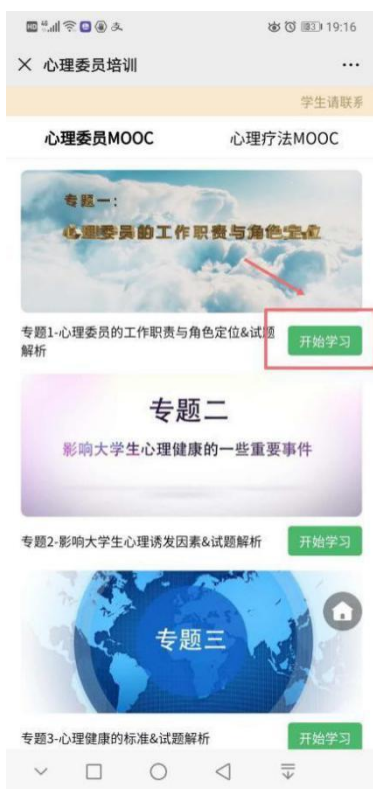 19:16
心理委员培训
学生请联系
心理委员MOOC
心理疗法MOOC
专题一:
心理委员的工作职责与角色定位
专题1-心理委员的工作职责与角色定位&试题
解析
开始学习
专题二
影响大学生心理健康的一些重要事件
专题2-影响大学生心理诱发因素&试题解析
开始学习
专题三
专题3-心理健康的标准&试题解析
开始学习